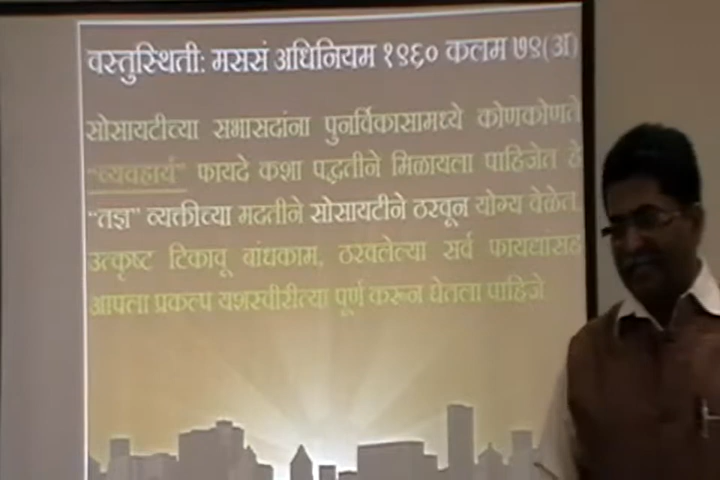 वस्तुस्थिती: मससं अधिनियम १९६० कलम ७९(अ)
सोसायटीच्या सभासदांना पुनर्विकासामध्ये कोणकोणते
“व्यवहार्य” फायदे कशा पद्धतीने मिळायला पाहिजेत हे
“तज्ञ” व्यक्तीच्या मदतीने सोसायटीने ठरवून योग्य वेळेत,
उत्कृष्ट टिकावू बांधकाम, ठरवलेल्या सर्व फायद्यांसह
आपला प्रकल्प यशस्वीरीत्या पूर्ण करून घेतला पाहिजे